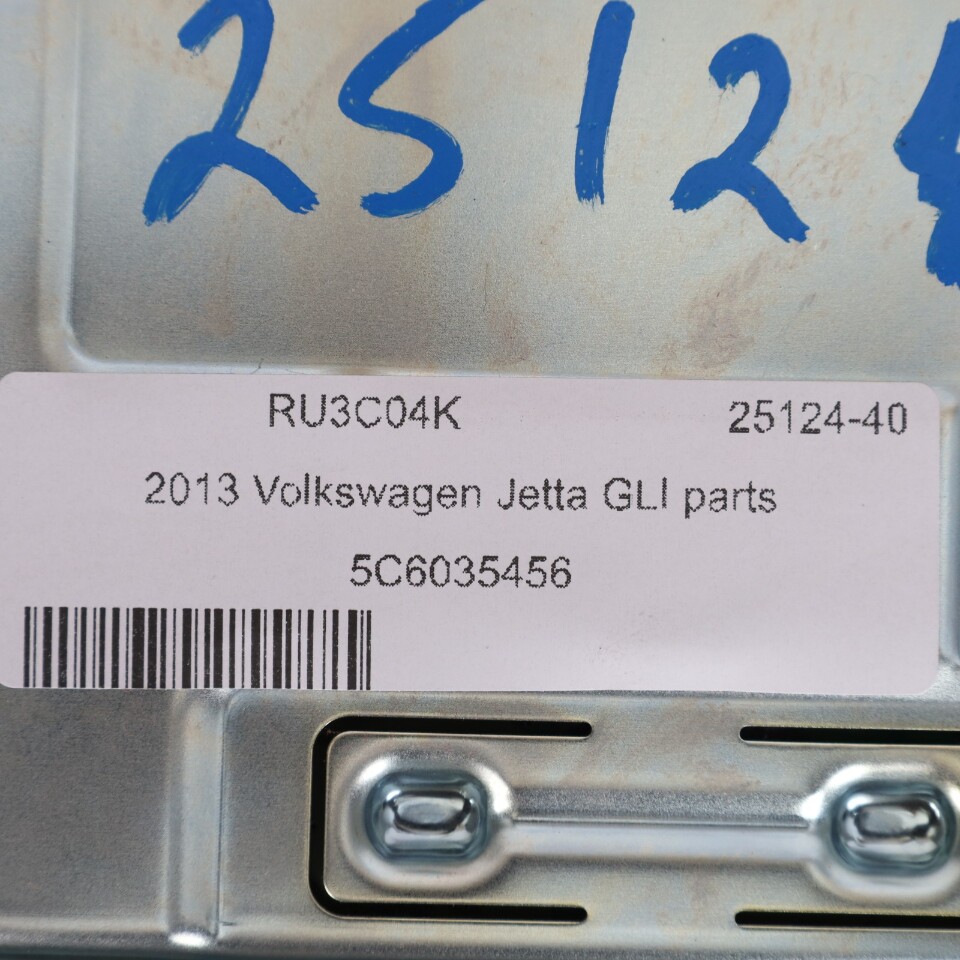 2512
RU3C04K 25124-40
2013 Volkswagen Jetta GLI parts
5C6035456